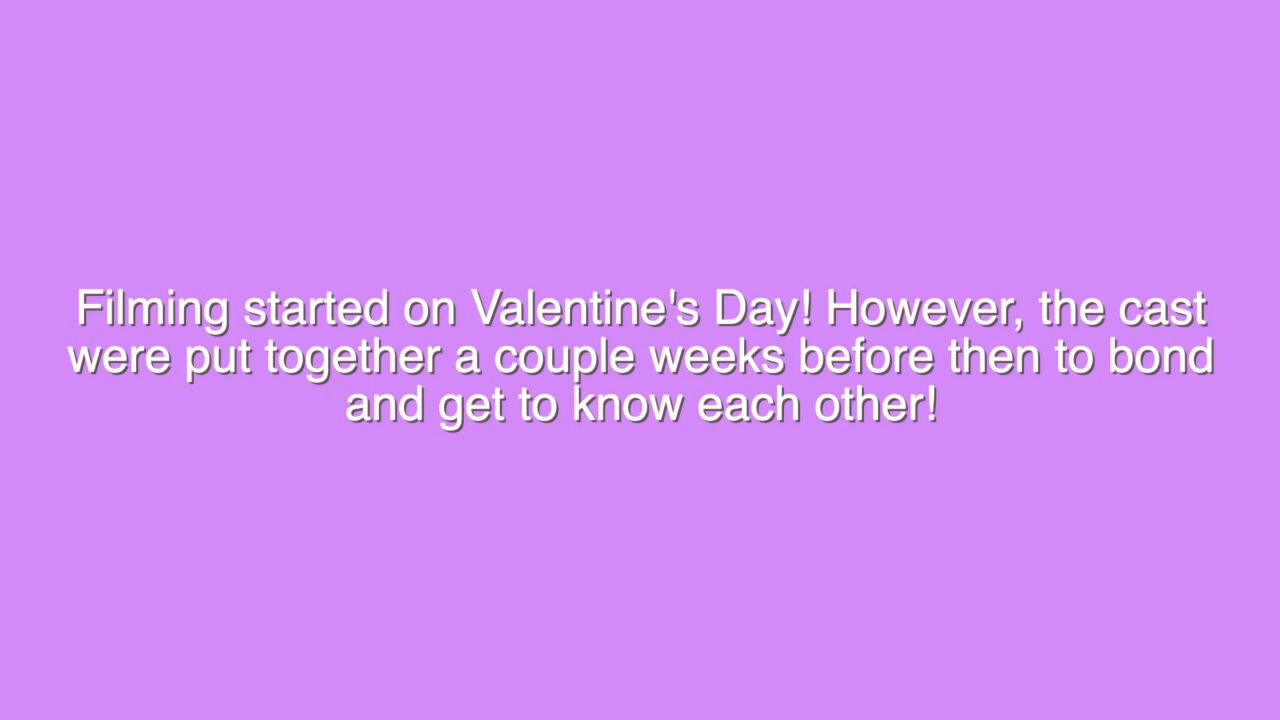 Filming started on Valentine's Day! However, the cast
were put together a couple weeks before then to bond
and get to know each other!